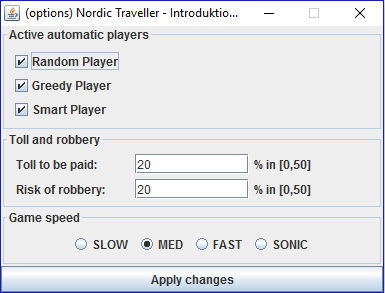 (options) Nordic Traveller - Introduktio...
Active automatic players
Random Player
Greedy Player
Smart Player
Toll and robbery
Toll to be paid: 20 % in [0,50]
Risk of robbery: 20 % in [0,50]
Game speed
SLOW MED FAST SONIC
Apply changes